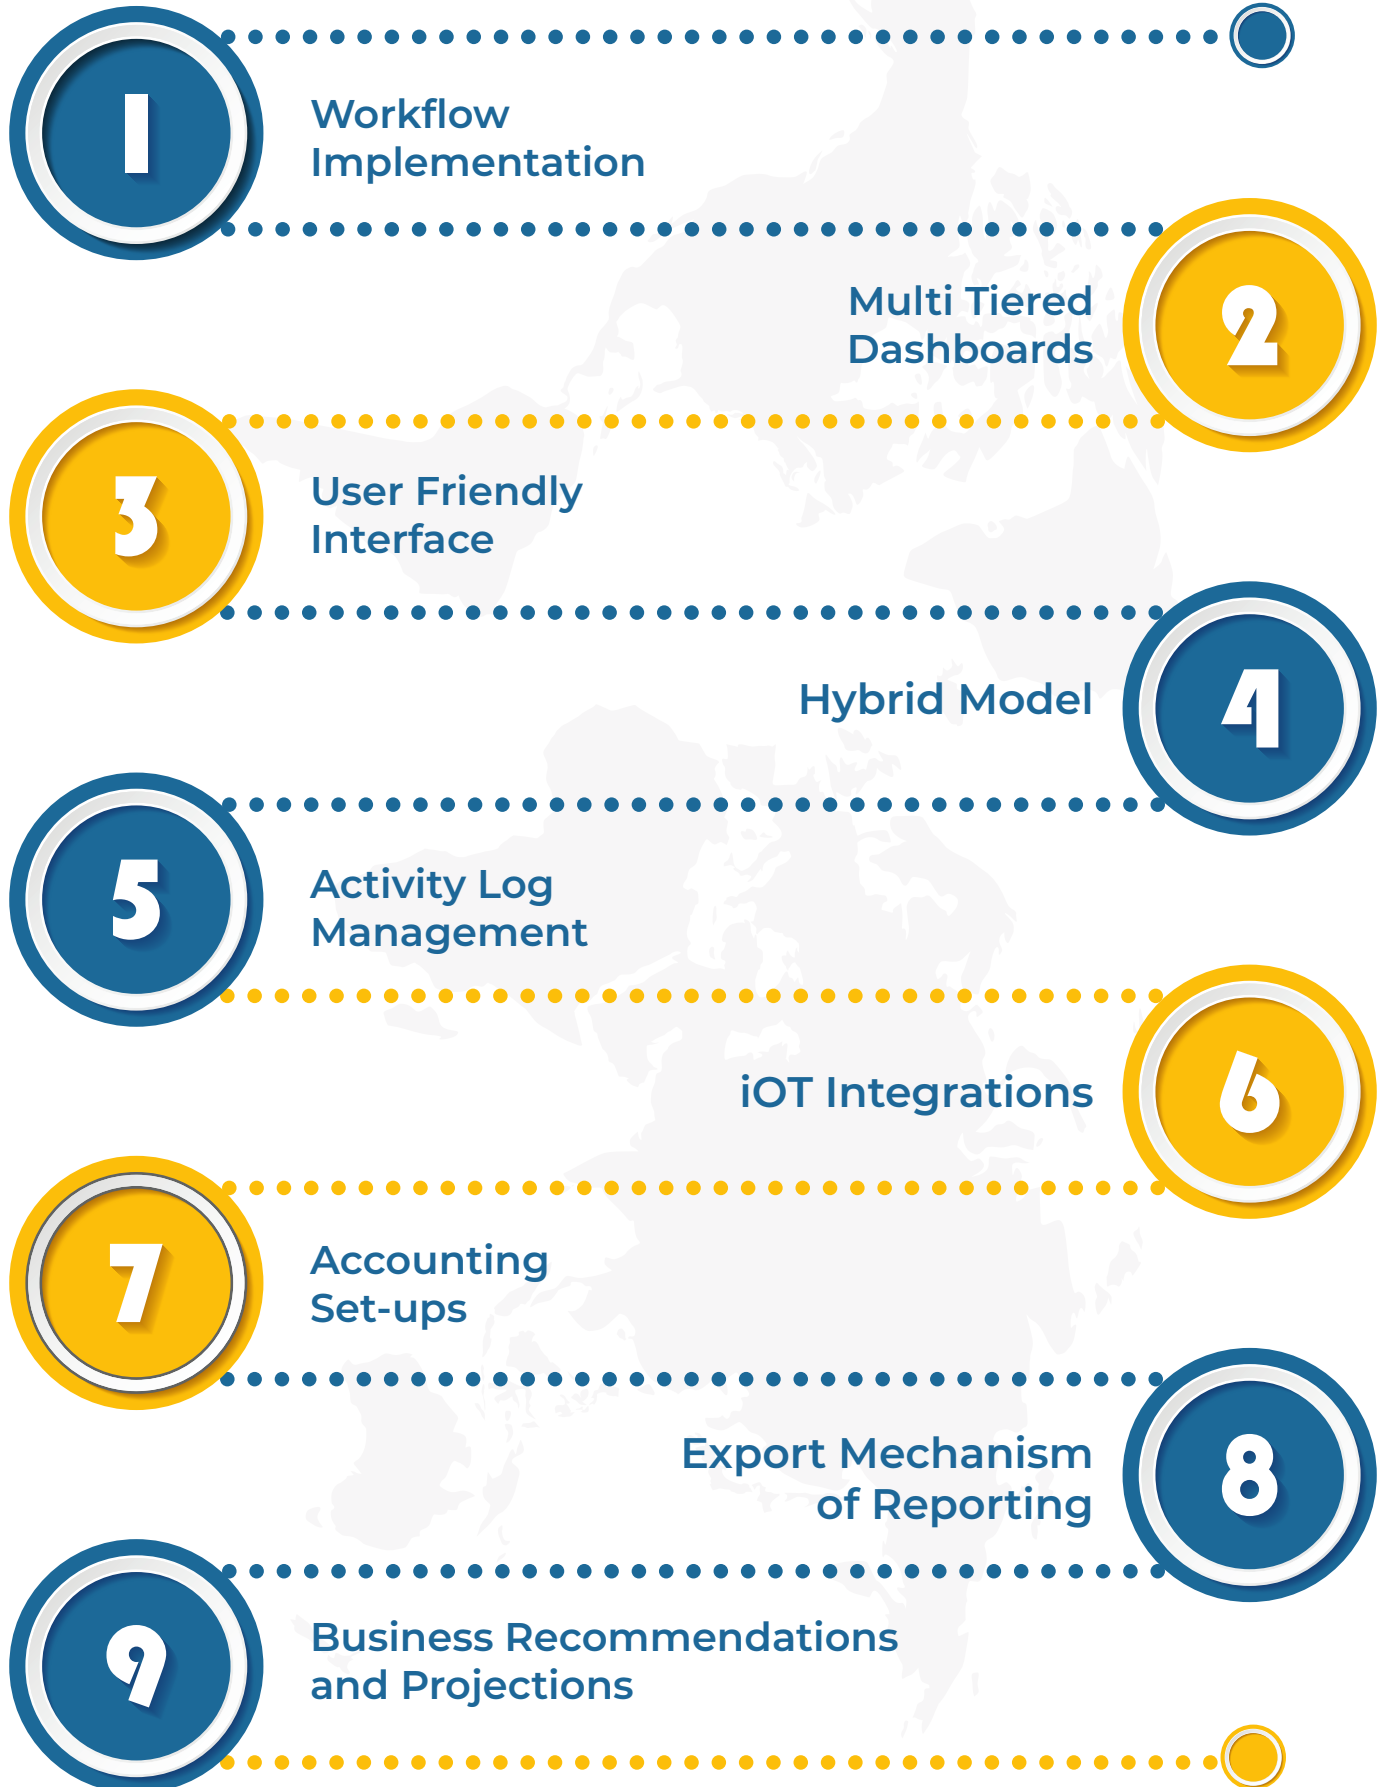 1
Workflow
Implementation
2
Multi Tiered
Dashboards
3
User Friendly
Interface
4
Hybrid Model
5
Activity Log
Management
6
iOT Integrations
7
Accounting
Set-ups
8
Export Mechanism
of Reporting
9
Business Recommendations
and Projections